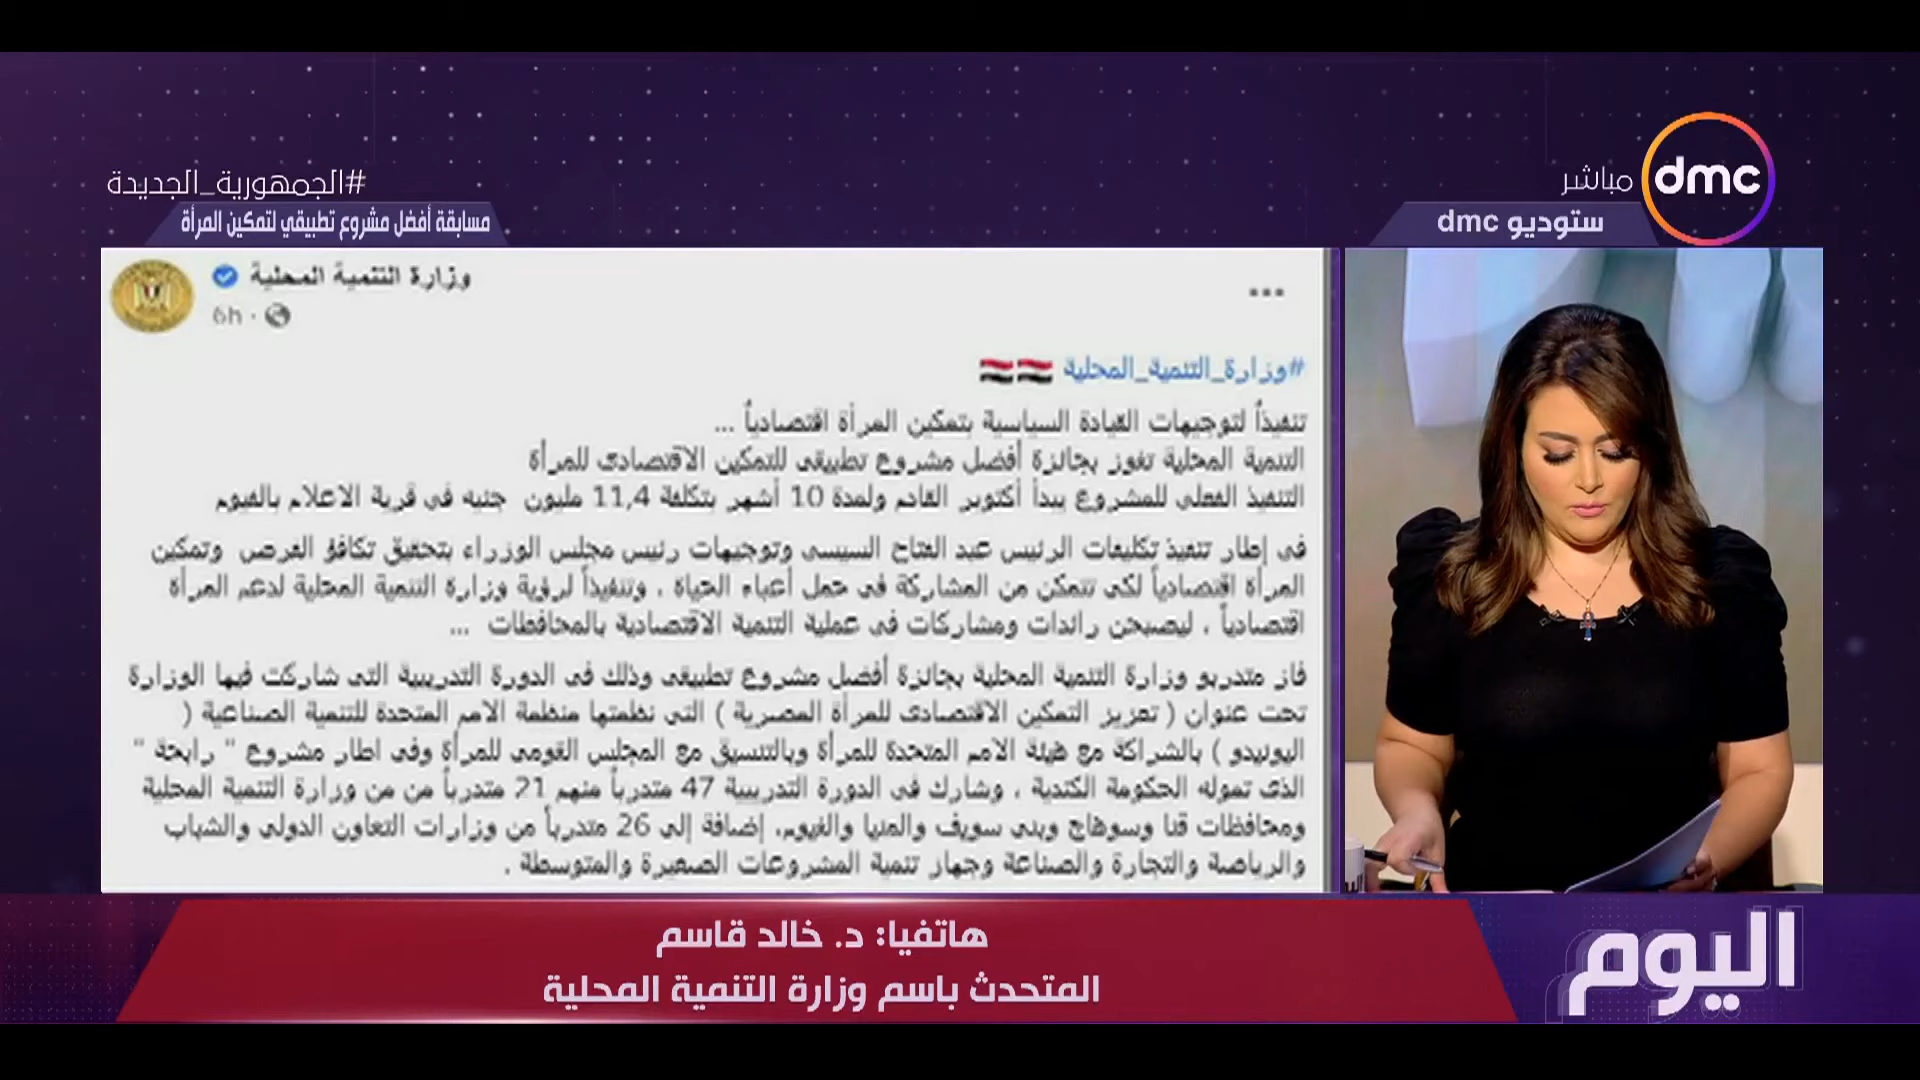 dmc
مباشر
ستوديو dmc
#الجمهورية_الجديدة
مسابقة أفضل مشروع تطبيقي لتمكين المرأة
وزارة التنمية المحلية
6h
#وزارة_التنمية_المحلية
تنفيذاً لتوجيهات القيادة السياسية بتمكين المرأة اقتصادياً ...
التنمية المحلية تفوز بجائزة أفضل مشروع تطبيقى للتمكين الاقتصادى للمرأة
التنفيذ الفعلى للمشروع يبدأ أكتوبر القادم ولمدة 10 أشهر بتكلفة 11,4 مليون جنيه فى قرية الاعلام بالفيوم
فى إطار تنفيذ تكليفات الرئيس عبد الفتاح السيسى وتوجيهات رئيس مجلس الوزراء بتحقيق تكافؤ الفرص وتمكين
المرأة اقتصادياً لكى تتمكن من المشاركة فى حمل أعباء الحياة ، وتنفيذاً لرؤية وزارة التنمية المحلية لدعم المرأة
اقتصادياً ، ليصبحن رائدات ومشاركات فى عملية التنمية الاقتصادية بالمحافظات ...
فاز متدربو وزارة التنمية المحلية بجائزة أفضل مشروع تطبيقى وذلك فى الدورة التدريبية التى شاركت فيها الوزارة
تحت عنوان ( تعزيز التمكين الاقتصادى للمرأة المصرية ) التى نظمتها منظمة الامم المتحدة للتنمية الصناعية (
اليونيدو ) بالشراكة مع هيئة الامم المتحدة للمرأة وبالتنسيق مع المجلس القومى للمرأة وفى اطار مشروع " رابحة "
الذى تموله الحكومة الكندية ، وشارك فى الدورة التدريبية 47 متدرباً منهم 21 متدرباً من من وزارة التنمية المحلية
ومحافظات قنا وسوهاج وبنى سويف والمنيا والفيوم، إضافة إلى 26 متدرباً من وزارات التعاون الدولى والشباب
والرياضة والتجارة والصناعة وجهاز تنمية المشروعات الصغيرة والمتوسطة .
هاتفيا: د. خالد قاسم
المتحدث باسم وزارة التنمية المحلية
اليوم